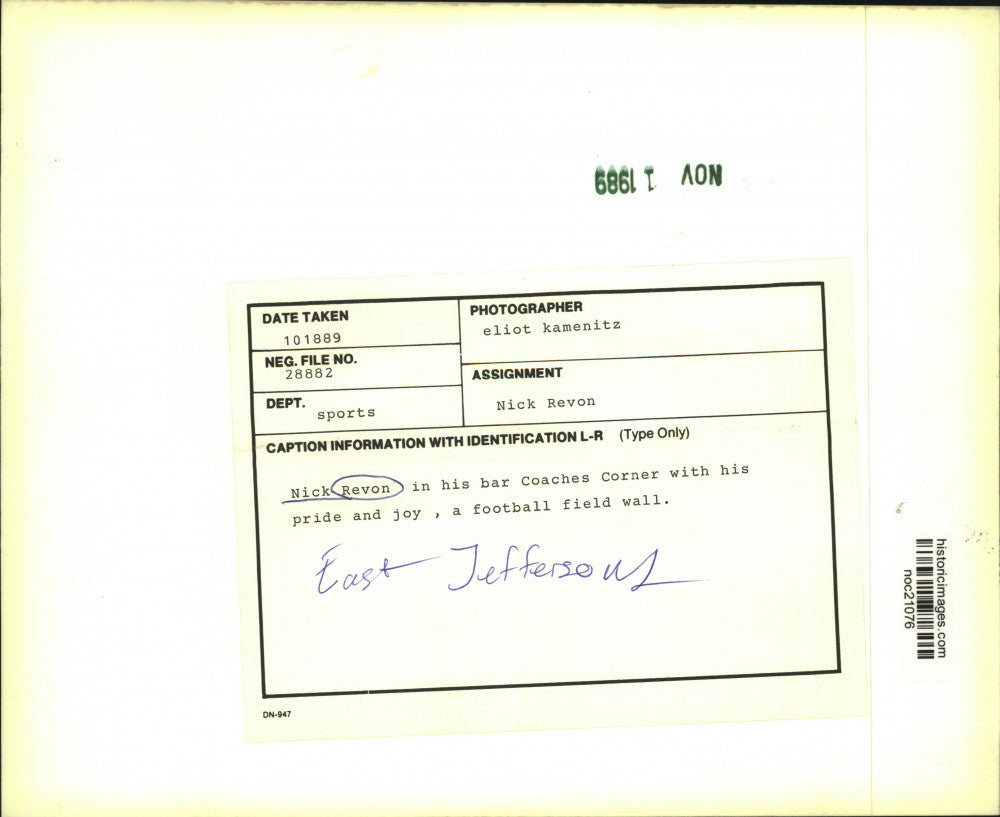 NOV 1 1989
DATE TAKEN
101889
PHOTOGRAPHER
eliot kamenitz
NEG. FILE NO.
28882
ASSIGNMENT
Nick Revon
DEPT.
sports
CAPTION INFORMATION WITH IDENTIFICATION L-R (Type Only)
Nick Revon in his bar Coaches Corner with his
pride and joy , a football field wall.
East Jefferson
DN-947
historicimages.com
noc21076